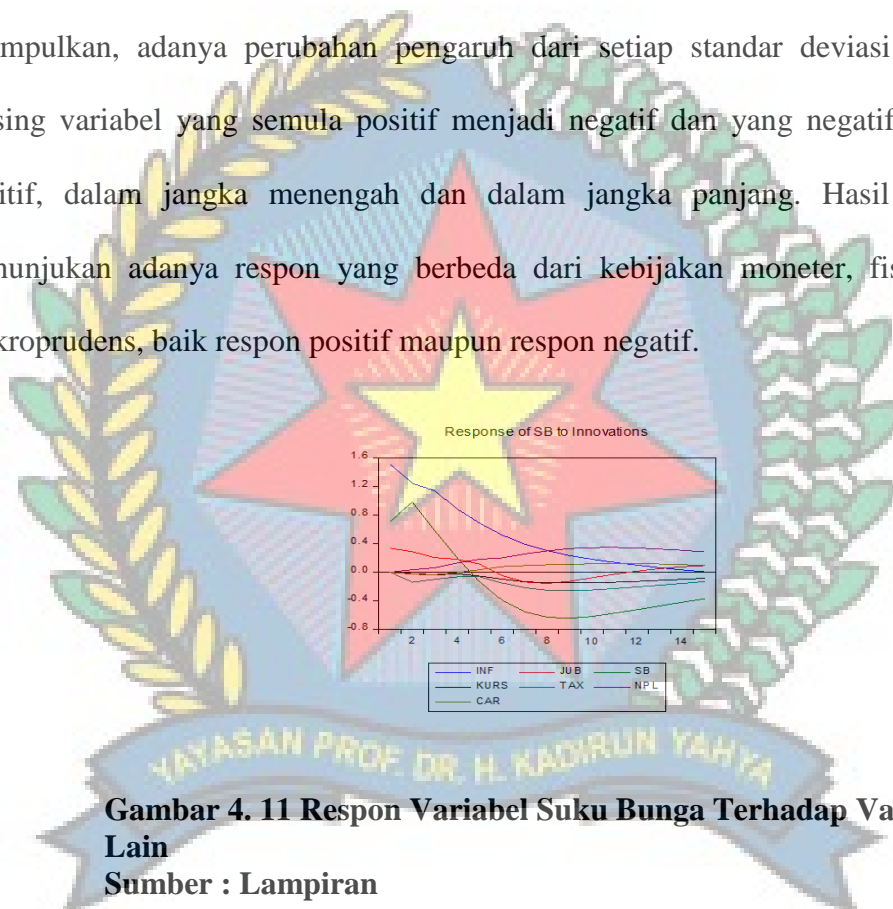 mpulkan, adanya perubahan pengaruh dari setiap standar deviasi
sing variabel yang semula positif menjadi negatif dan yang negatif
itif, dalam jangka menengah dan dalam jangka panjang. Hasil
nunjukan adanya respon yang berbeda dari kebijakan moneter, fis
kroprudens, baik respon positif maupun respon negatif.
Response of SB to Innovations
1.6
1.2
0.8
0.4
0.0
-0.4
-0.8
2 4 6 8 10 12 14
INF JUB SB
KURS TAX NPL
CAR
YAYASAN PROF. DR. H. KADIRUN YAHYA
Gambar 4. 11 Respon Variabel Suku Bunga Terhadap Va
Lain
Sumber : Lampiran